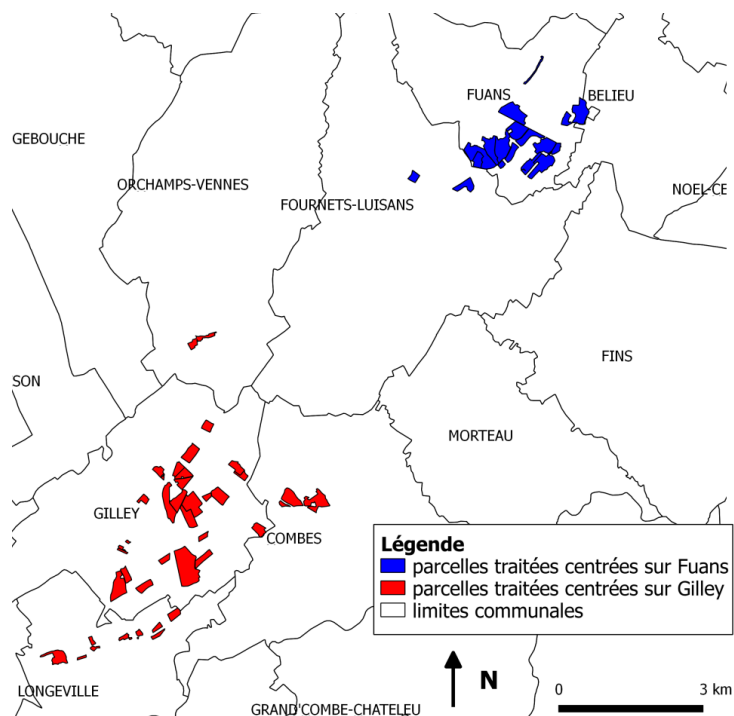 FUANS
BELIEU
GEBOUCHE
ORCHAMPS-VENNES
NOEL-CE
FOURNETS-LUISANS
FINS
SON
MORTEAU
GILLEY
COMBES
Légende
parcelles traitées centrées sur Fuans
parcelles traitées centrées sur Gilley
limites communales
N
LONGEVILLE
0 3 km
GRAND'COMBE-CHATELEU